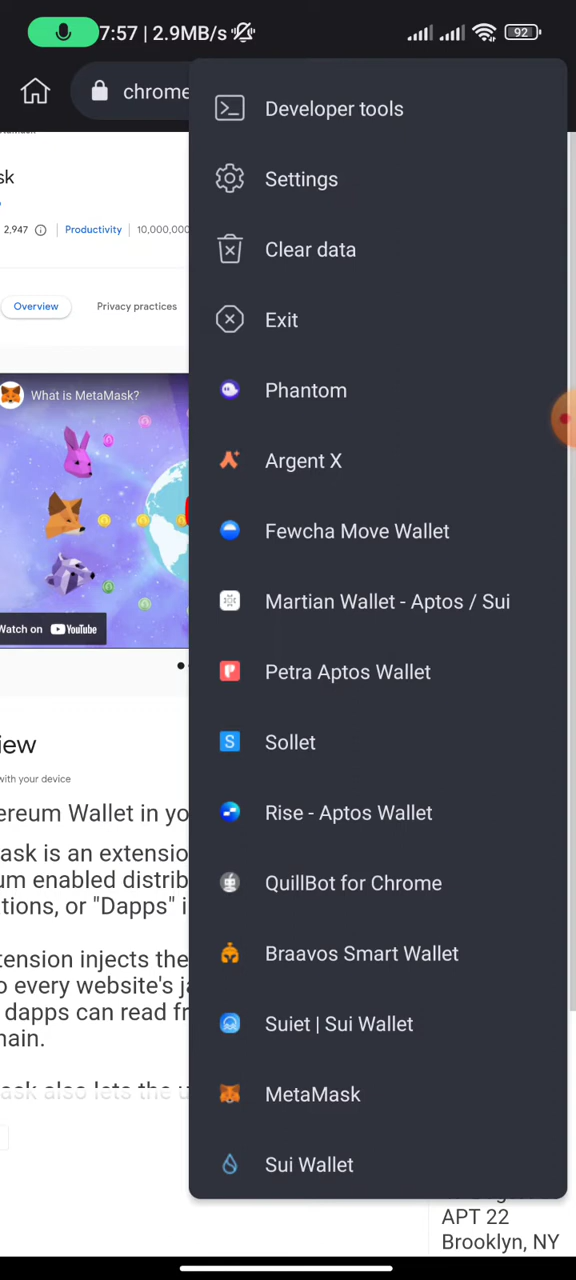 7:57 | 2.9MB/s
92
chrome
Developer tools
Settings
Clear data
Exit
Phantom
Argent X
Fewcha Move Wallet
Martian Wallet - Aptos / Sui
Petra Aptos Wallet
Sollet
Rise - Aptos Wallet
QuillBot for Chrome
Braavos Smart Wallet
Suiet | Sui Wallet
MetaMask
Sui Wallet
sk
2,947
Productivity
10,000,000
Overview
Privacy practices
What is MetaMask?
Watch on YouTube
iew
with your device
ereum Wallet in yo
ask is an extensio
um enabled distrib
tions, or "Dapps" i
tension injects the
o every website's ja
dapps can read fr
hain.
ask also lets the u
APT 22
Brooklyn, NY